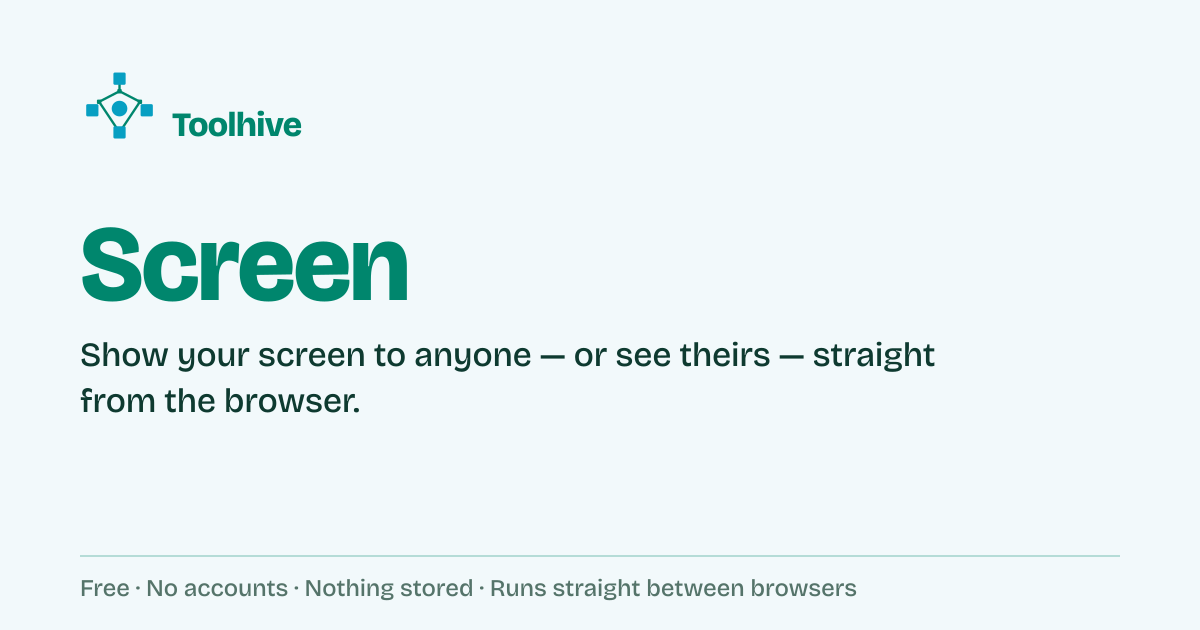 Toolhive
Screen
Show your screen to anyone — or see theirs — straight
from the browser.
Free · No accounts · Nothing stored · Runs straight between browsers